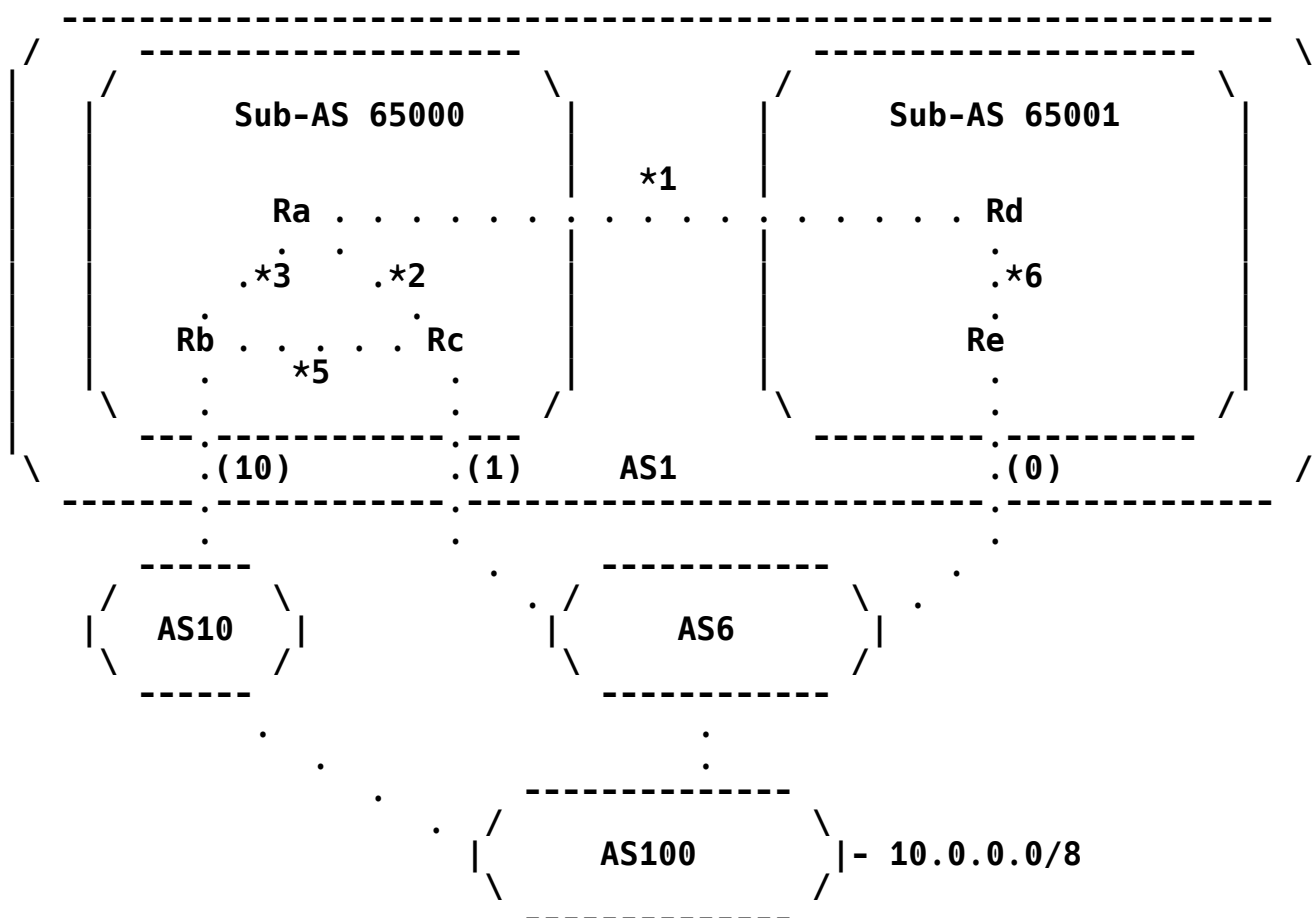 Sub-AS 65000 Sub-AS 65001
*1
Ra Rd
*3 *2 *6
Rb Rc Re
*5
(10) (1) AS1 (0)
AS10 AS6
AS100 - 10.0.0.0/8